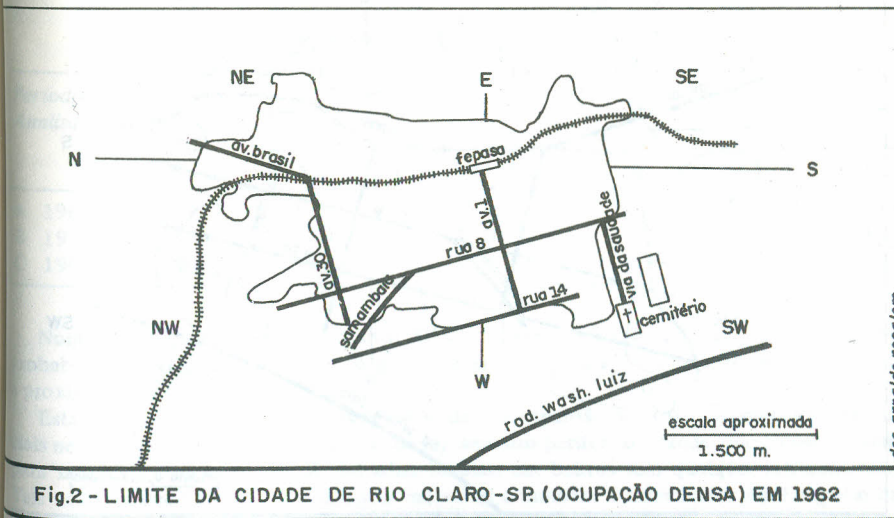 NE
E
SE
N
av.brasil
fepasa
S
av.1
rua 8
av.30
via da saudade
samambaia
rua 14
cemitério
NW
SW
W
rod. wash. luiz
escala aproximada
1.500 m.
Fig.2 - LIMITE DA CIDADE DE RIO CLARO-SP. (OCUPAÇÃO DENSA) EM 1962